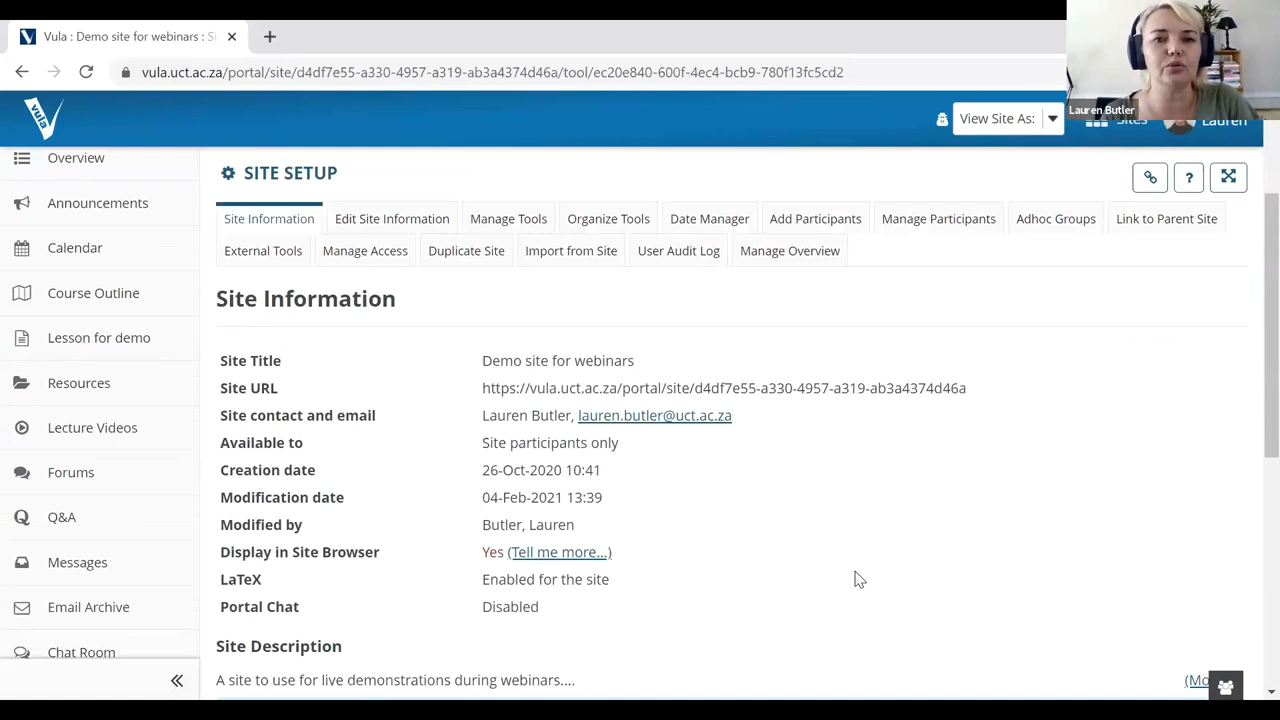 Vula : Demo site for webinars : S
vula.uct.ac.za/portal/site/d4df7e55-a330-4957-a319-ab3a4374d46a/tool/ec20e840-600f-4ec4-bcb9-780f13fc5cd2
Lauren Butler
vula
View Site As:
Sites
Lauren
Overview
Announcements
Calendar
Course Outline
Lesson for demo
Resources
Lecture Videos
Forums
Q&A
Messages
Email Archive
Chat Room
SITE SETUP
?
Site Information Edit Site Information Manage Tools Organize Tools Date Manager Add Participants Manage Participants Adhoc Groups Link to Parent Site
External Tools Manage Access Duplicate Site Import from Site User Audit Log Manage Overview
Site Information
Site Title Demo site for webinars
Site URL https://vula.uct.ac.za/portal/site/d4df7e55-a330-4957-a319-ab3a4374d46a
Site contact and email Lauren Butler, lauren.butler@uct.ac.za
Available to Site participants only
Creation date 26-Oct-2020 10:41
Modification date 04-Feb-2021 13:39
Modified by Butler, Lauren
Display in Site Browser Yes (Tell me more...)
LaTeX Enabled for the site
Portal Chat Disabled
Site Description
A site to use for live demonstrations during webinars.... (Mo